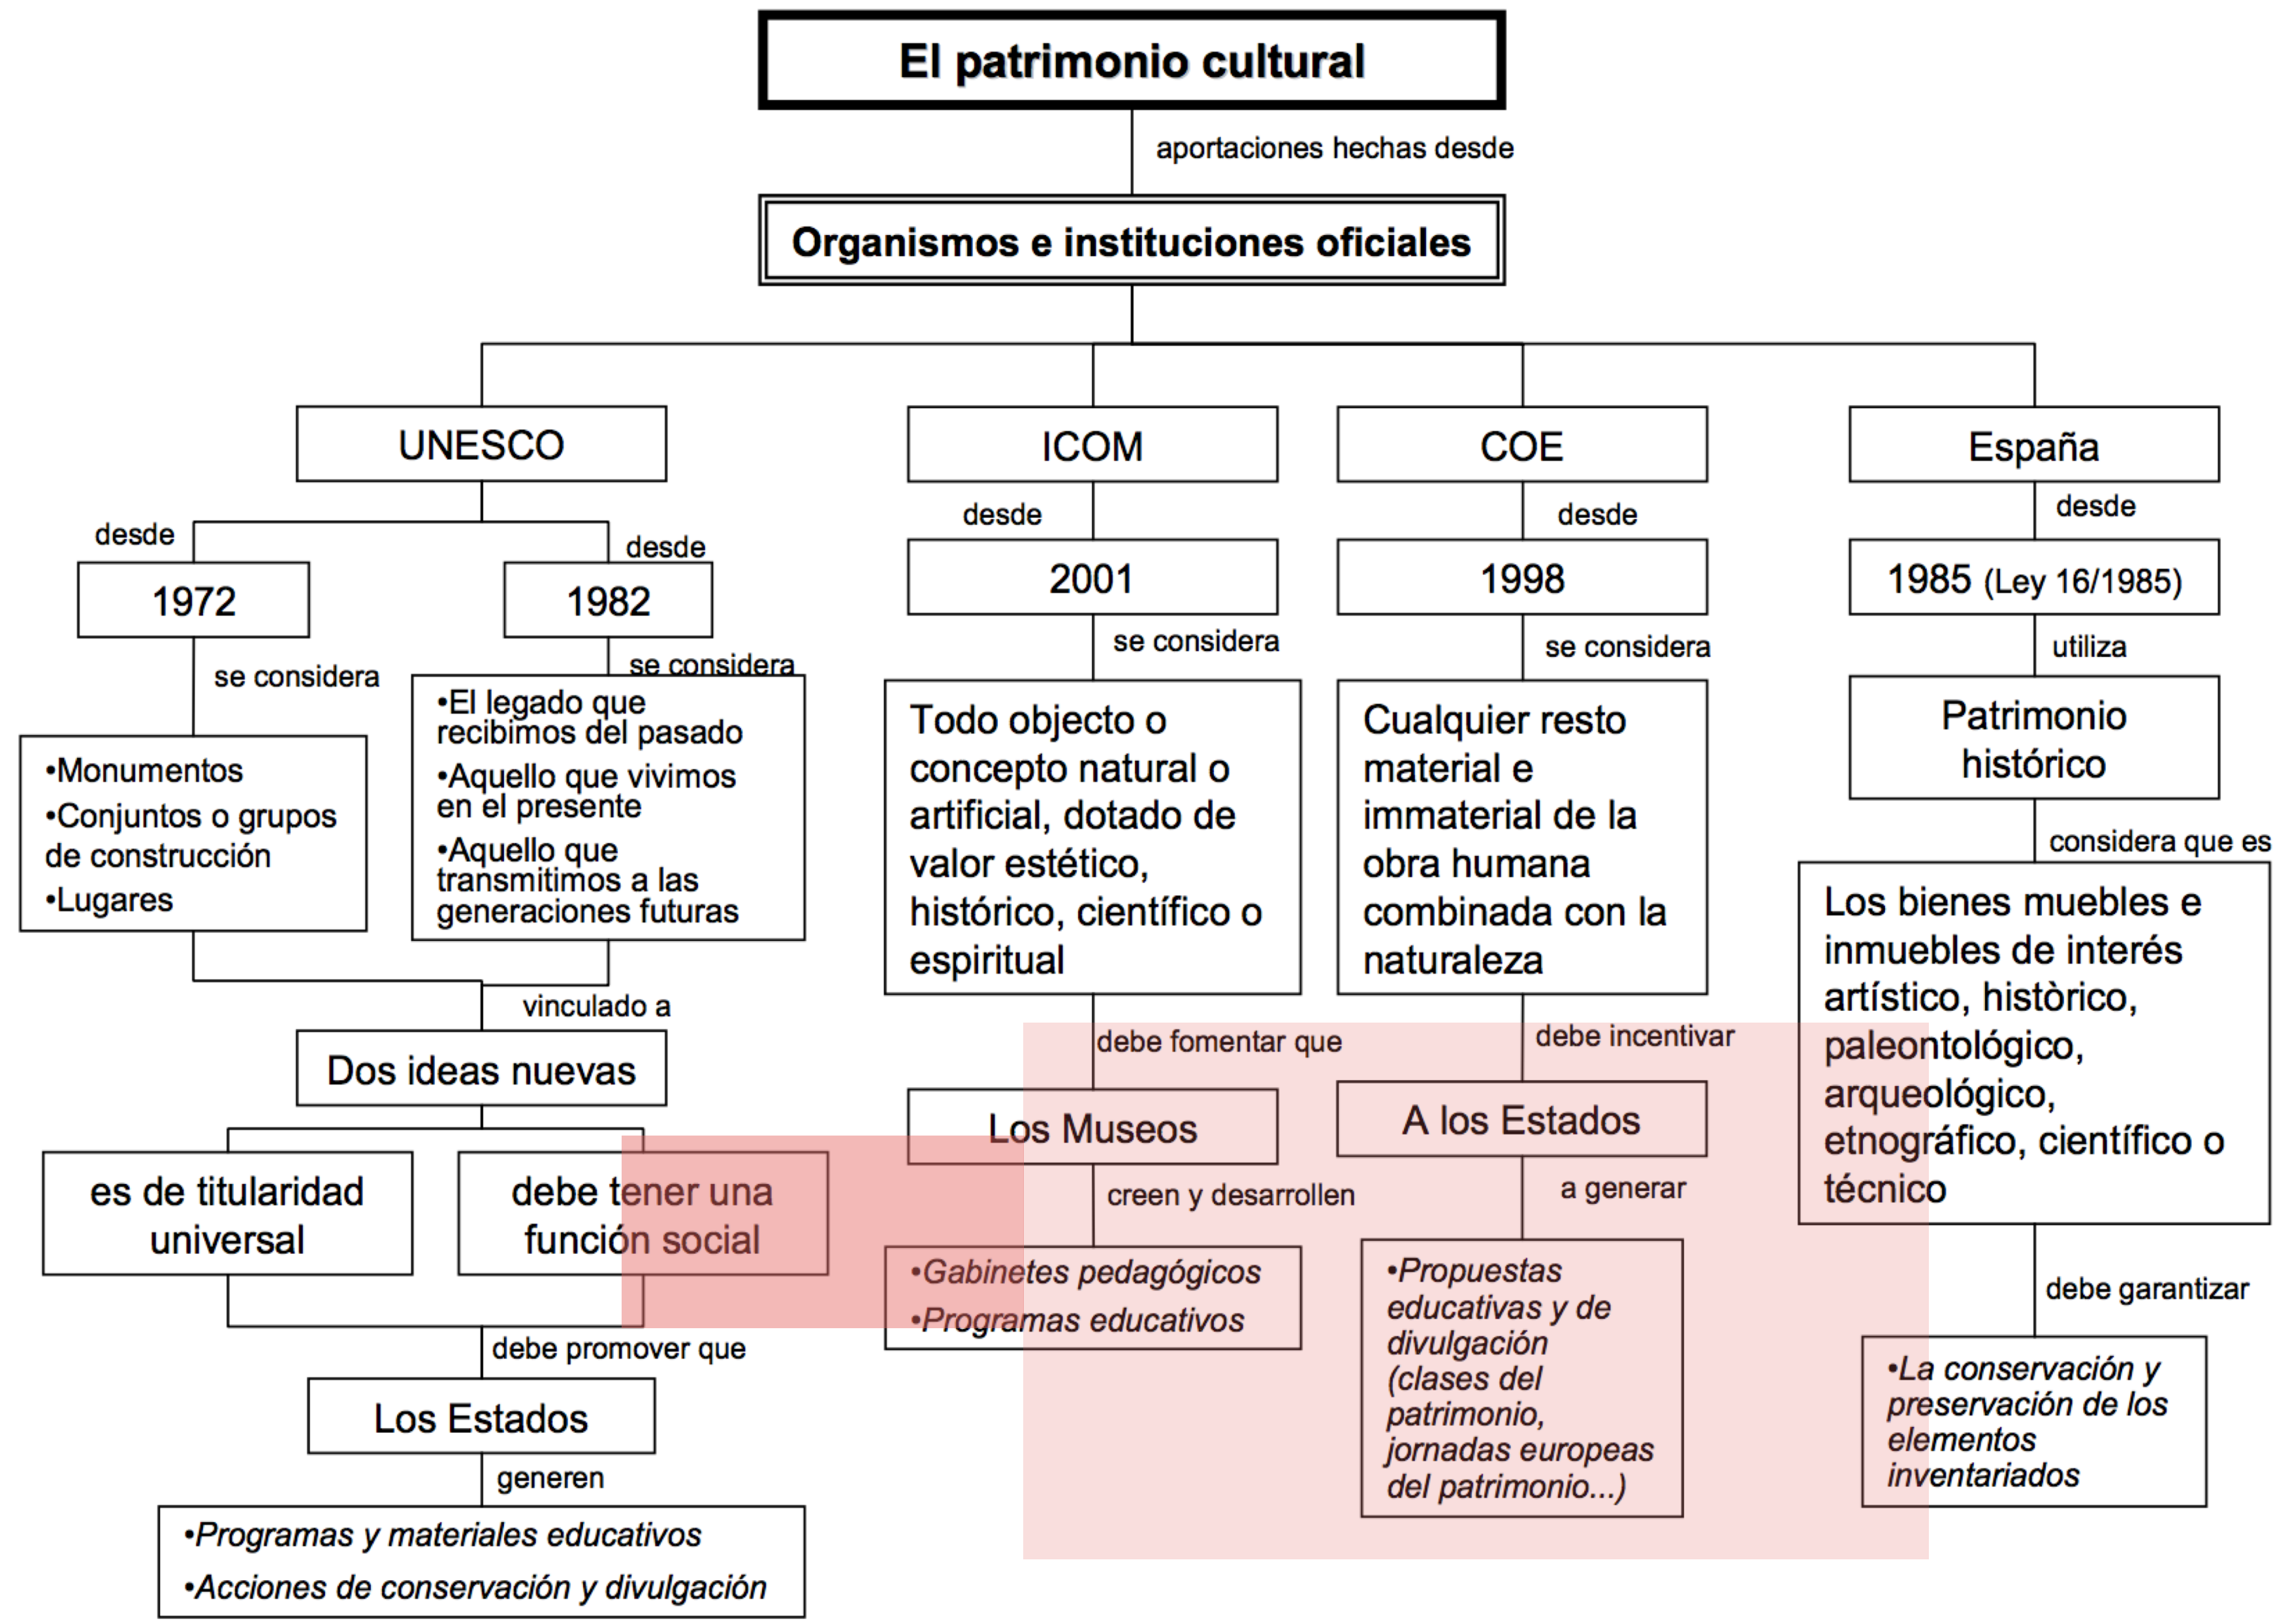 El patrimonio cultural
aportaciones hechas desde
Organismos e instituciones oficiales
UNESCO
desde
1972
se considera
•Monumentos
•Conjuntos o grupos
de construcción
•Lugares
desde
1982
se considera
•El legado que
recibimos del pasado
•Aquello que vivimos
en el presente
•Aquello que
transmitimos a las
generaciones futuras
vinculado a
Dos ideas nuevas
es de titularidad
universal
debe tener una
función social
debe promover que
Los Estados
generen
•Programas y materiales educativos
•Acciones de conservación y divulgación
ICOM
desde
2001
se considera
Todo objecto o
concepto natural o
artificial, dotado de
valor estético,
histórico, científico o
espiritual
debe fomentar que
Los Museos
creen y desarrollen
•Gabinetes pedagógicos
•Programas educativos
COE
desde
1998
se considera
Cualquier resto
material e
immaterial de la
obra humana
combinada con la
naturaleza
debe incentivar
A los Estados
a generar
•Propuestas
educativas y de
divulgación
(clases del
patrimonio,
jornadas europeas
del patrimonio...)
España
desde
1985 (Ley 16/1985)
utiliza
Patrimonio
histórico
considera que es
Los bienes muebles e
inmuebles de interés
artístico, històrico,
paleontológico,
arqueológico,
etnográfico, científico o
técnico
debe garantizar
•La conservación y
preservación de los
elementos
inventariados